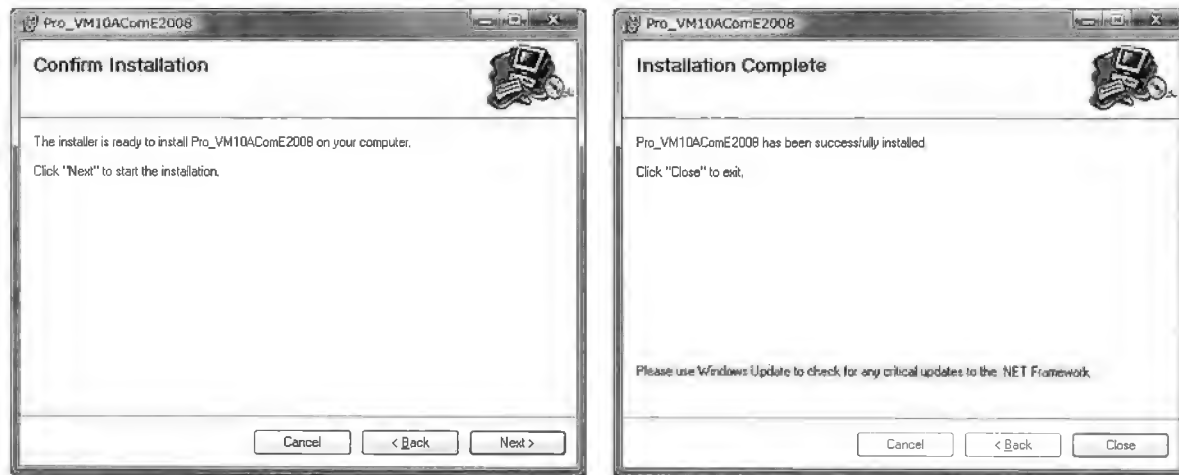 Pro_VM10AComE2008
Confirm Installation
The installer is ready to install Pro_VM10AComE2008 on your computer.
Click "Next" to start the installation.
Cancel
< Back
Next >
Pro_VM10AComE2008
Installation Complete
Pro_VM10AComE2008 has been successfully installed
Click "Close" to exit.
Please use Windows Update to check for any critical updates to the .NET Framework
Cancel
< Back
Close